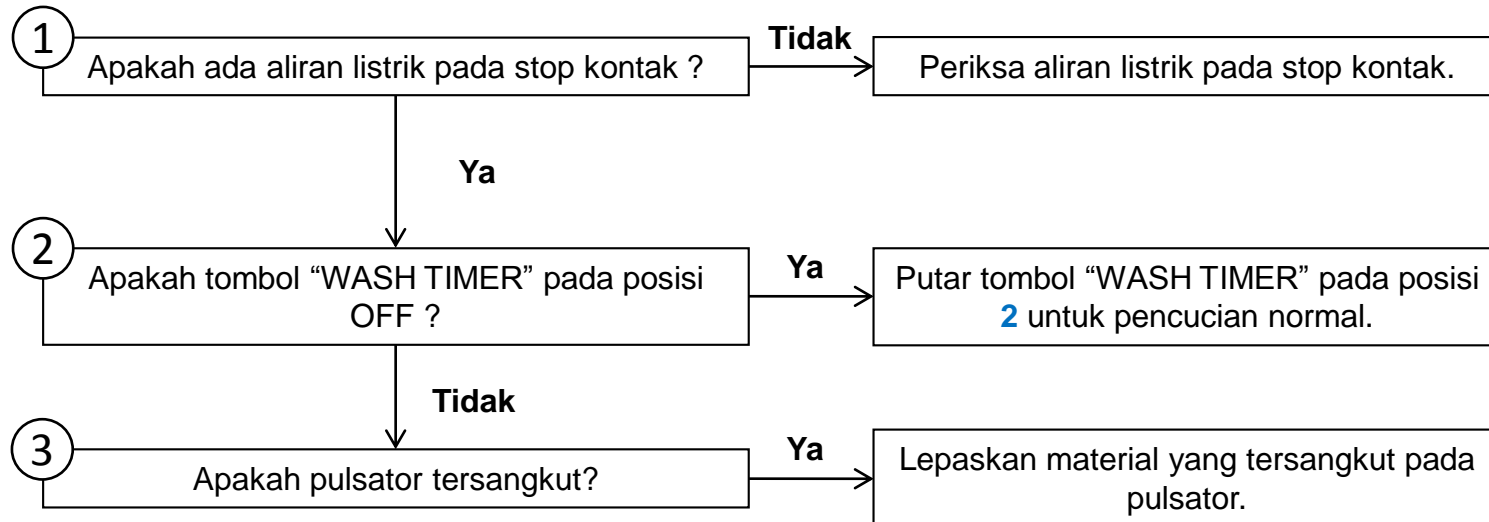 1
Apakah ada aliran listrik pada stop kontak ?
Tidak
Periksa aliran listrik pada stop kontak.
Ya
2
Apakah tombol “WASH TIMER” pada posisi
OFF ?
Ya
Putar tombol “WASH TIMER” pada posisi
2 untuk pencucian normal.
Tidak
3
Apakah pulsator tersangkut?
Ya
Lepaskan material yang tersangkut pada
pulsator.